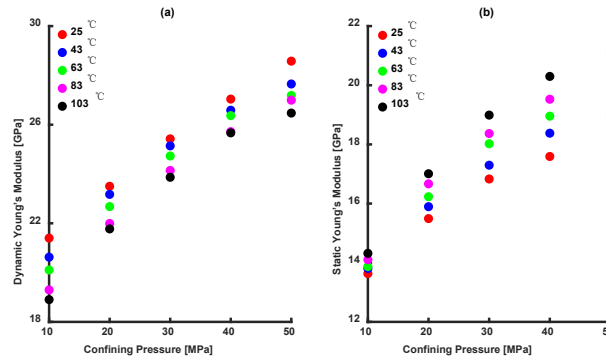 (a)
30
26
22
18
Dynamic Young's Modulus [GPa]
25 ℃
43 ℃
63 ℃
83 ℃
103 ℃
10 20 30 40 50
Confining Pressure [MPa]
(b)
22
20
18
16
14
12
Static Young's Modulus [GPa]
25 ℃
43 ℃
63 ℃
83 ℃
103 ℃
10 20 30 40
Confining Pressure [MPa]